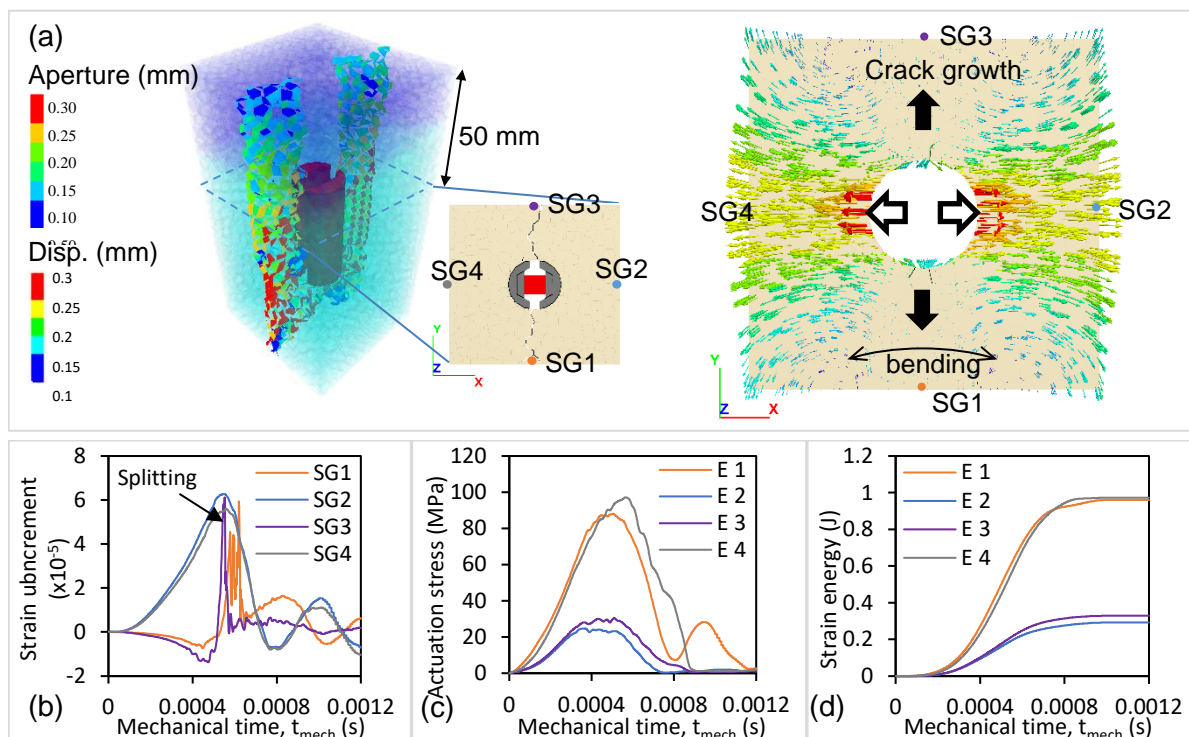 (a)
Aperture (mm)
0.30
0.25
0.20
0.15
0.10
Disp. (mm)
0.3
0.25
0.2
0.15
0.1
50 mm
SG3
SG4
SG2
SG1
Y
Z
X
SG3
Crack growth
SG4
SG2
bending
SG1
Y
Z
X
Strain ubncrement
(x10-5)
8
6
4
2
0
-2
Splitting
SG1
SG2
SG3
SG4
0
0.0004
0.0008
0.0012
(b)
Mechanical time, tmech (s)
Actuation stress (MPa)
120
100
80
60
40
20
0
E 1
E 2
E 3
E 4
0
0.0004
0.0008
0.0012
(c)
Mechanical time, tmech (s)
Strain energy (J)
1.2
1
0.8
0.6
0.4
0.2
0
E 1
E 2
E 3
E 4
0
0.0004
0.0008
0.0012
(d)
Mechanical time, tmech (s)